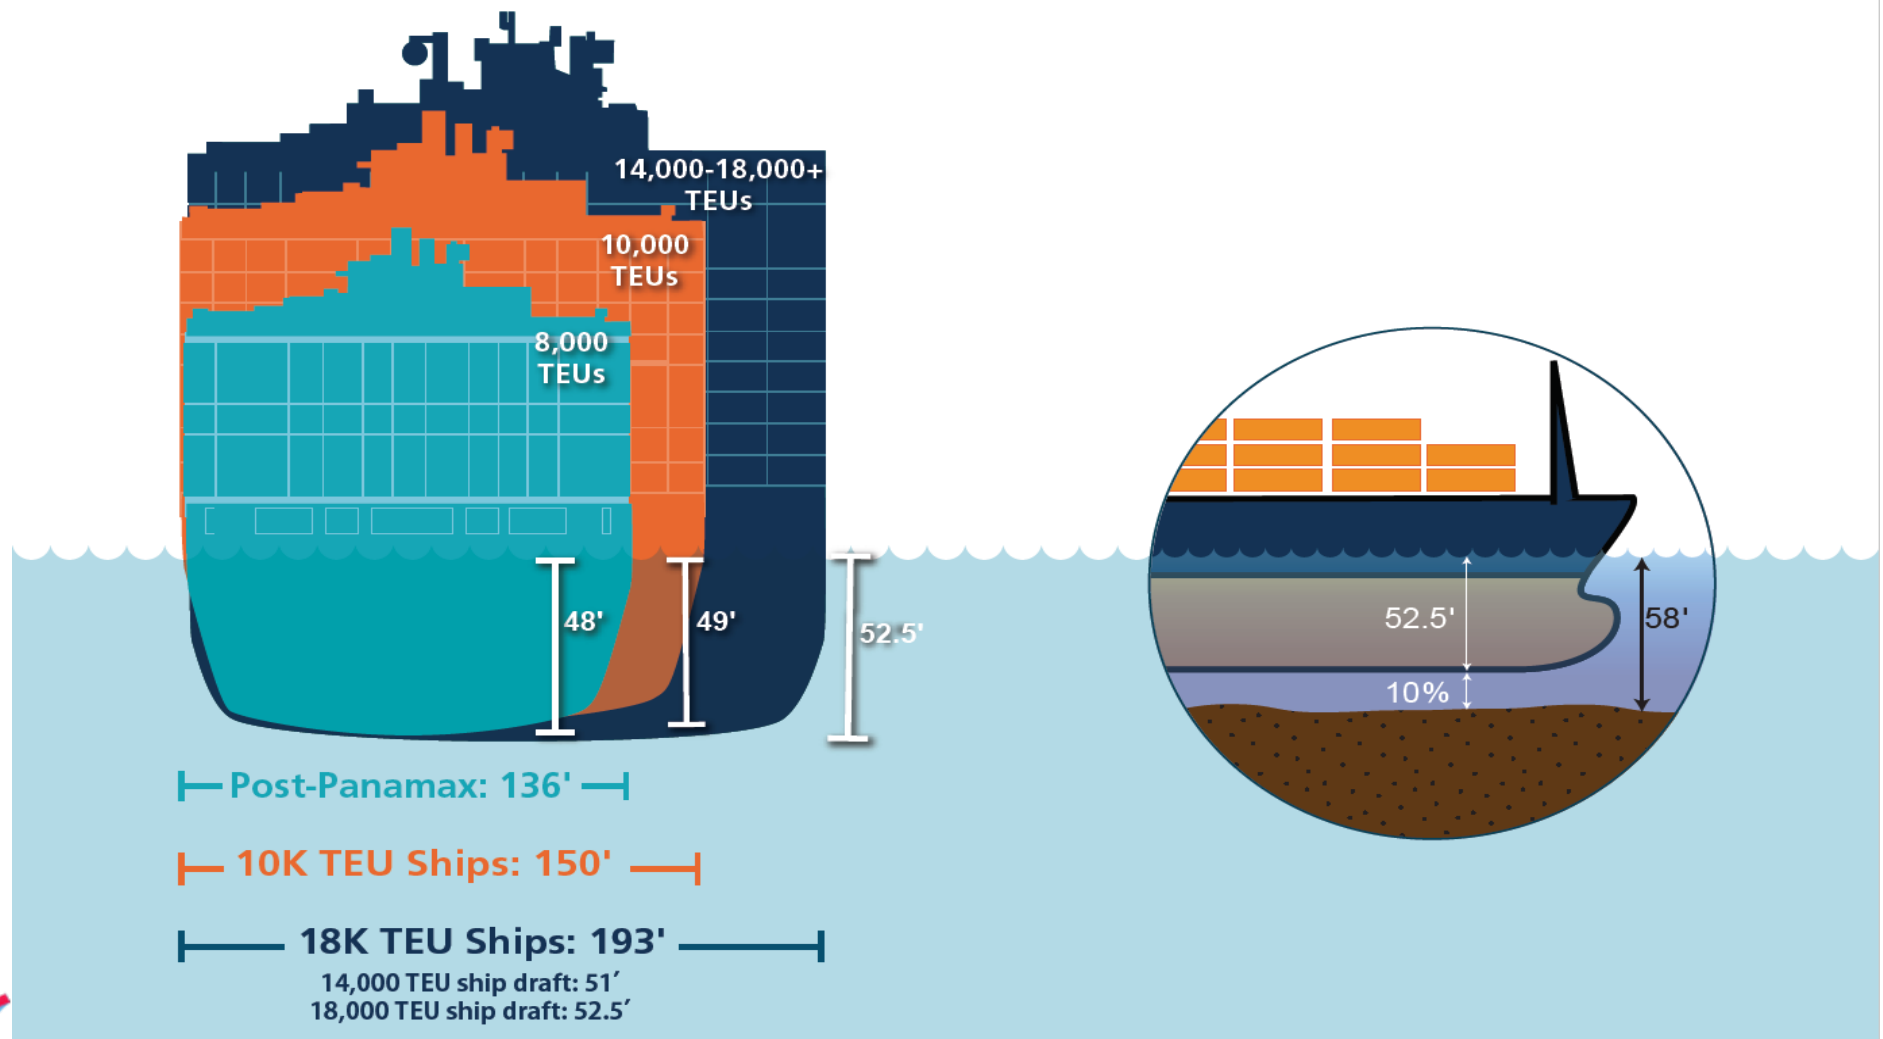 14,000-18,000+
TEUs
10,000
TEUs
8,000
TEUs
48'
49'
52.5'
52.5'
58'
10%
Post-Panamax: 136'
10K TEU Ships: 150'
18K TEU Ships: 193'
14,000 TEU ship draft: 51′
18,000 TEU ship draft: 52.5′